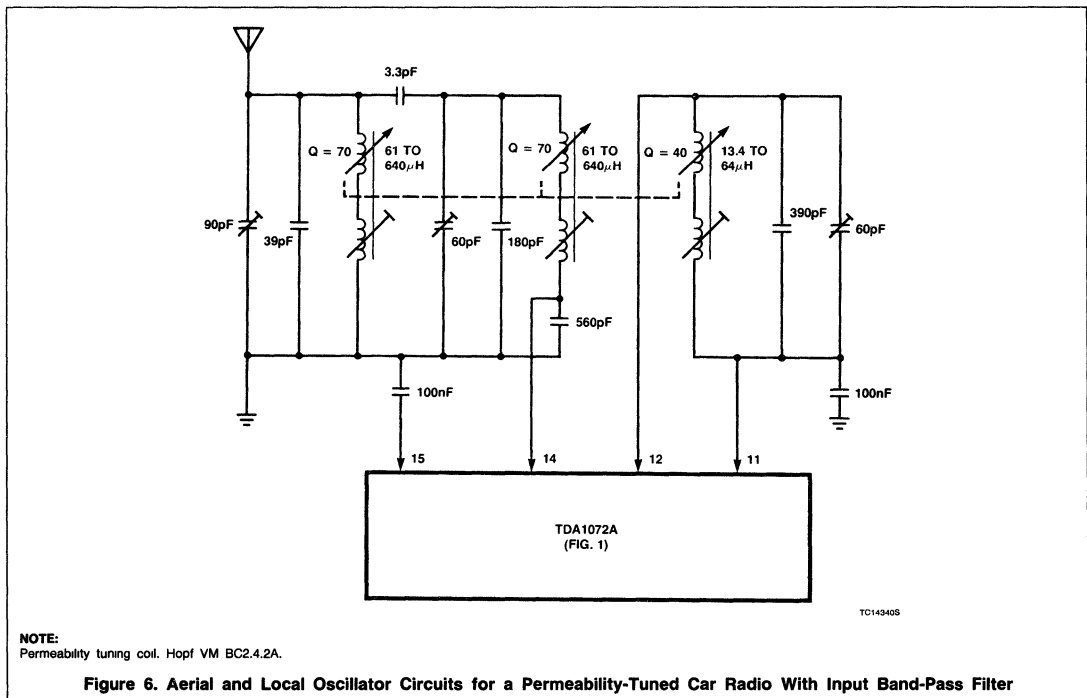 3.3pF
Q = 70
61 TO
640μH
Q = 70
61 TO
640μH
Q = 40
13.4 TO
64μH
90pF
39pF
60pF
180pF
390pF
60pF
560pF
100nF
100nF
15
14
12
11
TDA1072A
(FIG. 1)
TC14340S
NOTE:
Permeability tuning coil. Hopf VM BC2.4.2A.
Figure 6. Aerial and Local Oscillator Circuits for a Permeability-Tuned Car Radio With Input Band-Pass Filter